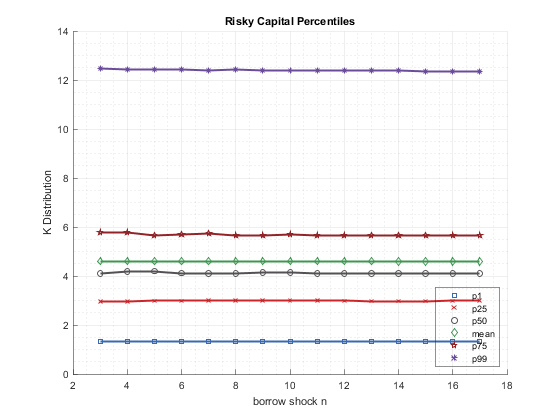 Risky Capital Percentiles
14
12
10
8
6
4
2
0
K Distribution
2 4 6 8 10 12 14 16 18
borrow shock n
p1
p25
p50
mean
p75
p99